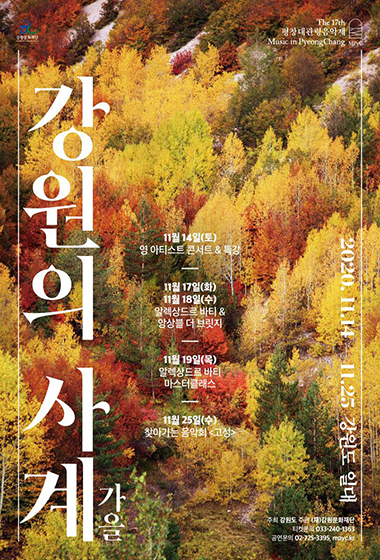 강원문화재단
The 17th
평창대관령음악제
Music in PyeongChang
MPyC
강원의 사계
가을
11월 14일(토)
영 아티스트 콘서트 & 특강
11월 17일(화)
11월 18일(수)
알렉상드르 바티 &
앙상블 더 브릿지
11월 19일(목)
알렉상드르 바티
마스터클래스
11월 25일(수)
찾아가는 음악회 <고성>
2020. 11.14 – 11.25 강원도 일대
주최 강원도 주관 (재)강원문화재단
티켓문의 033-240-1363
공연문의 02-725-3395, mpyc.kr